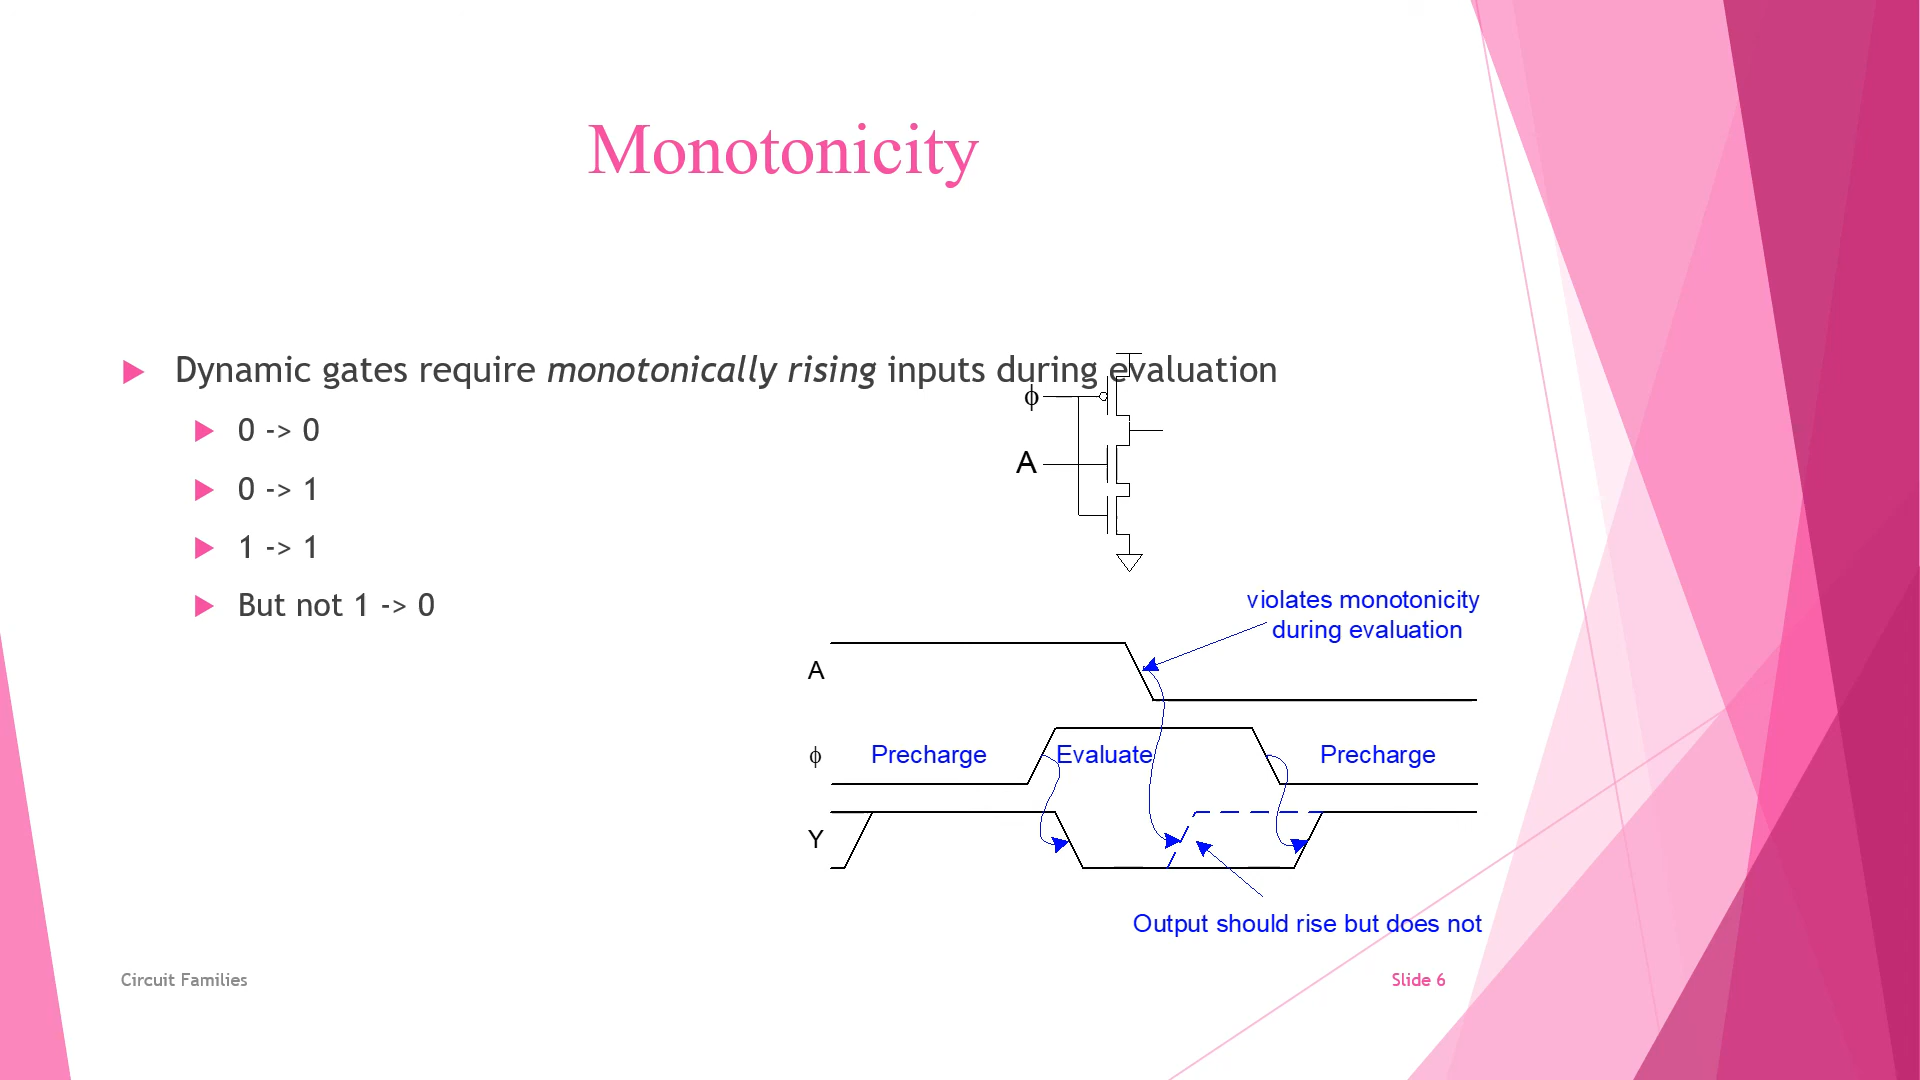 Monotonicity
Dynamic gates require monotonically rising inputs during evaluation
0 -> 0
0 -> 1
1 -> 1
But not 1 -> 0
ϕ
A
violates monotonicity
during evaluation
A
ϕ
Precharge
Evaluate
Precharge
Y
Output should rise but does not
Circuit Families
Slide 6